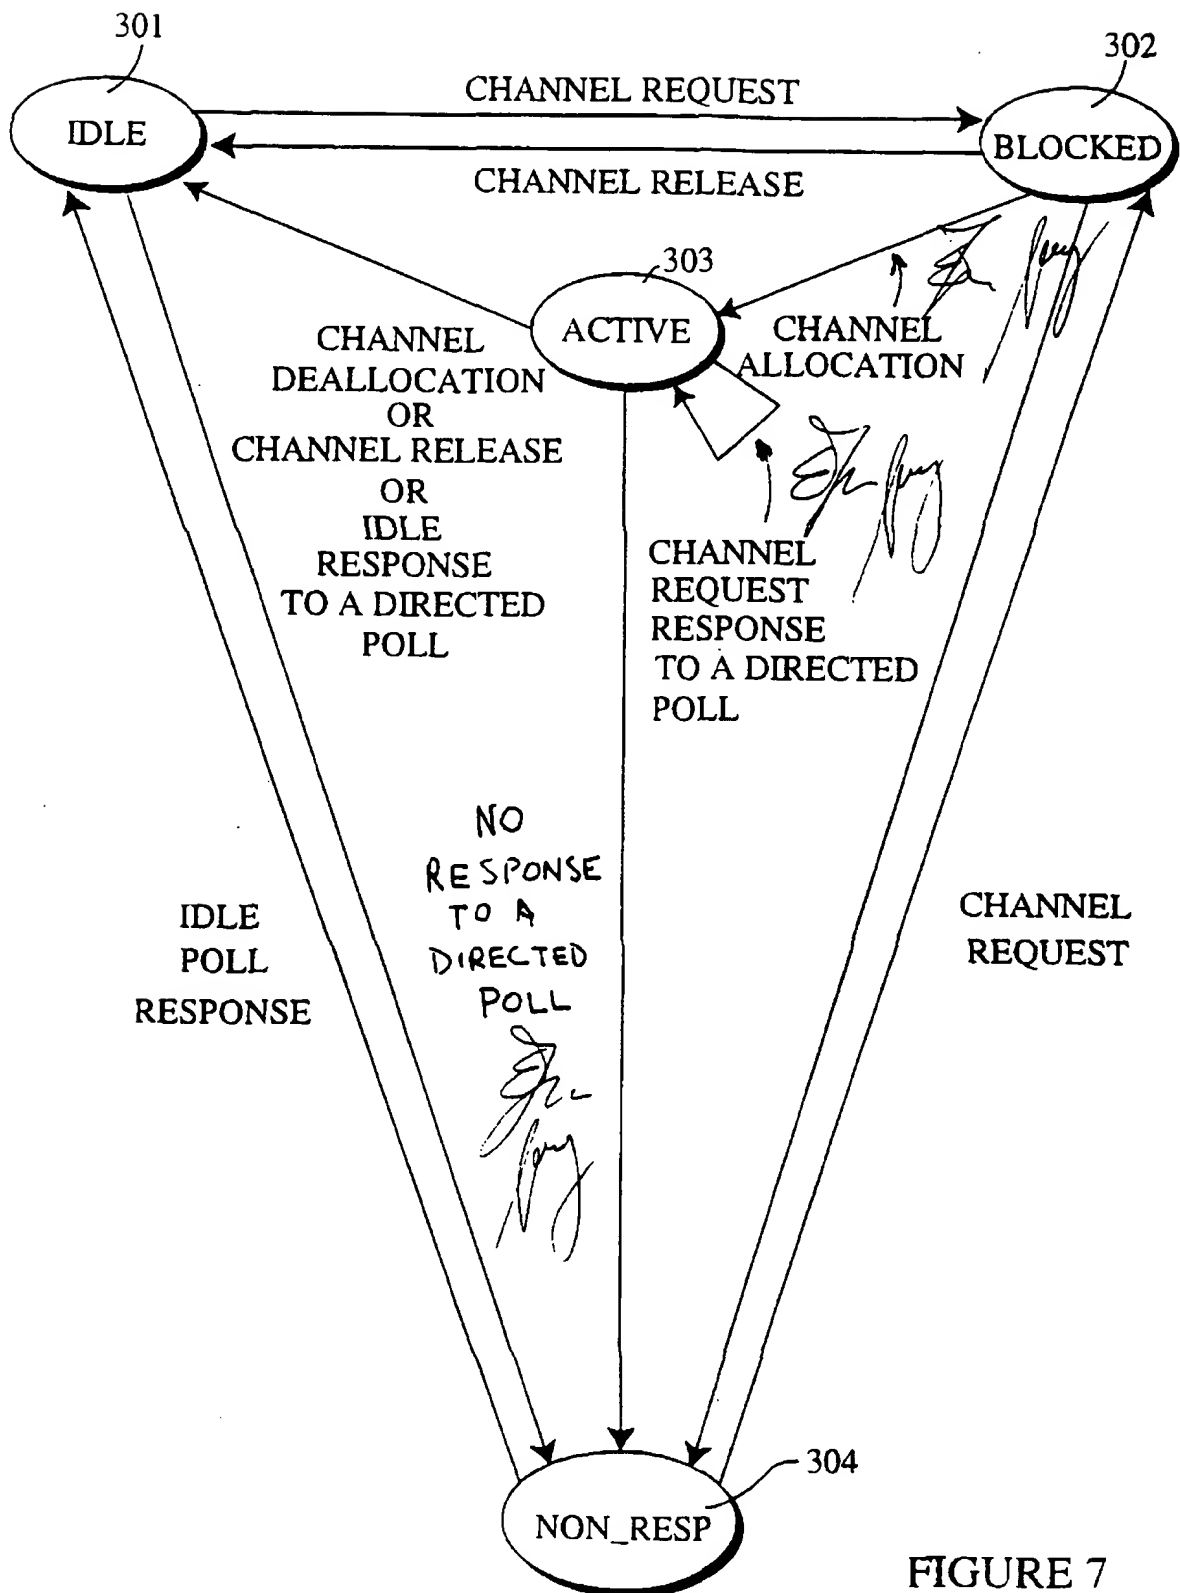 301
302
IDLE
CHANNEL REQUEST
BLOCKED
CHANNEL RELEASE
303
ACTIVE
CHANNEL
ALLOCATION
CHANNEL
DEALLOCATION
OR
CHANNEL RELEASE
OR
IDLE
RESPONSE
TO A DIRECTED
POLL
CHANNEL
REQUEST
RESPONSE
TO A DIRECTED
POLL
NO
RESPONSE
TO A
DIRECTED
POLL
IDLE
POLL
RESPONSE
CHANNEL
REQUEST
304
NON_RESP
FIGURE 7